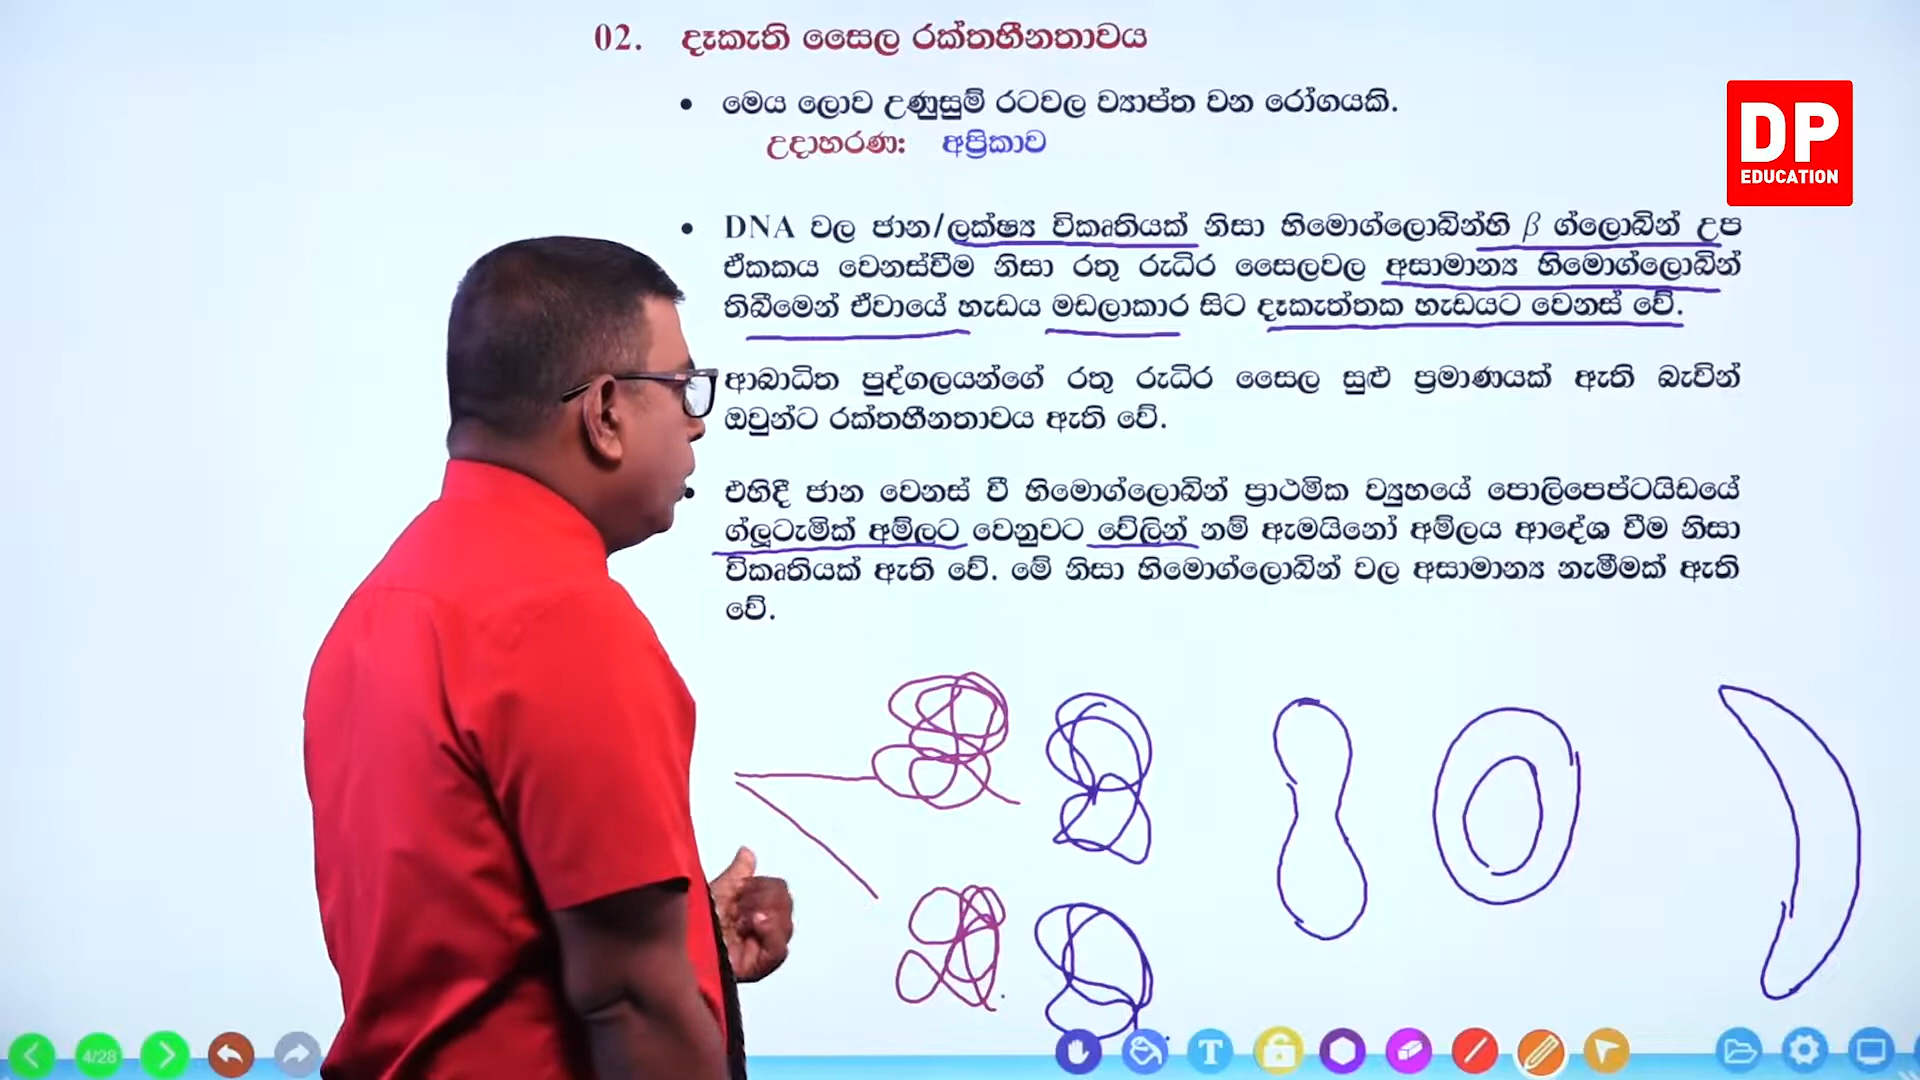 02. දෑකැති සෛල රක්තහීනතාවය
• මෙය ලොව උණුසුම් රටවල ව්‍යාප්ත වන රෝගයකි.
උදාහරණ: අප්‍රිකාව
DP
EDUCATION
• DNA වල ජාන/ලක්ෂ්‍ය විකෘතියක් නිසා හිමොග්ලොබින්හි β ග්ලොබින් උප
ඒකකය වෙනස්වීම නිසා රතු රුධිර සෛලවල අසාමාන්‍ය හිමොග්ලොබින්
තිබීමෙන් ඒවායේ හැඩය මඩලාකාර සිට දෑකැත්තක හැඩයට වෙනස් වේ.
ආබාධිත පුද්ගලයන්ගේ රතු රුධිර සෛල සුළු ප්‍රමාණයක් ඇති බැවින්
ඔවුන්ට රක්තහීනතාවය ඇති වේ.
• එහිදී ජාන වෙනස් වී හිමොග්ලොබින් ප්‍රාථමික ව්‍යුහයේ පොලිපෙප්ටයිඩයේ
ග්ලූටැමික් අම්ලට වෙනුවට වේලින් නම් ඇමයිනෝ අම්ලය ආදේශ වීම නිසා
විකෘතියක් ඇති වේ. මේ නිසා හිමොග්ලොබින් වල අසාමාන්‍ය නැමීමක් ඇති
වේ.
4/28
T